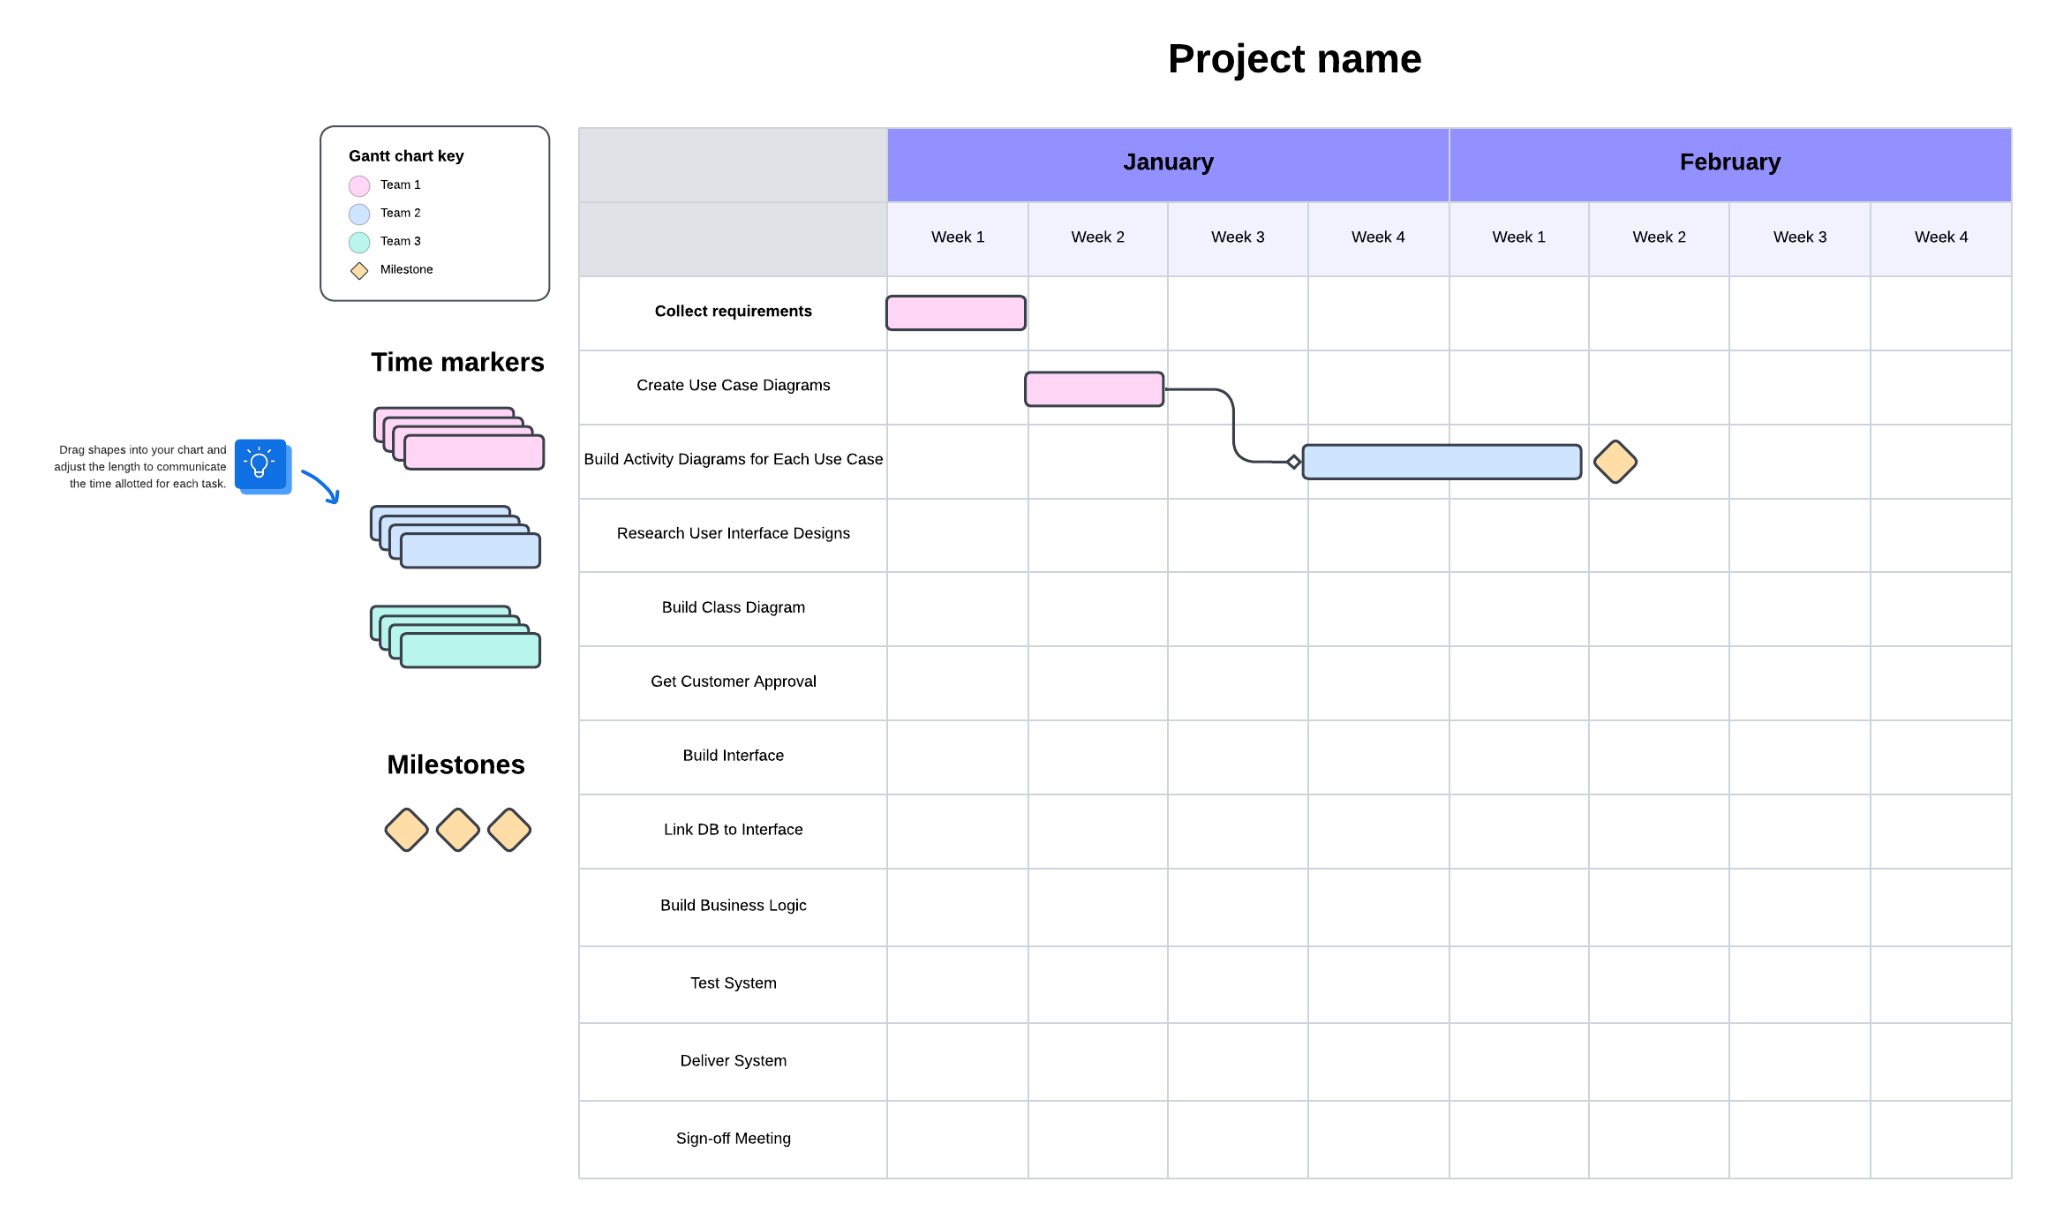 Project name
Gantt chart key
Team 1
Team 2
Team 3
Milestone
Time markers
Drag shapes into your chart and
adjust the length to communicate
the time allotted for each task.
Milestones
January
February
Week 1
Week 2
Week 3
Week 4
Week 1
Week 2
Week 3
Week 4
Collect requirements
Create Use Case Diagrams
Build Activity Diagrams for Each Use Case
Research User Interface Designs
Build Class Diagram
Get Customer Approval
Build Interface
Link DB to Interface
Build Business Logic
Test System
Deliver System
Sign-off Meeting